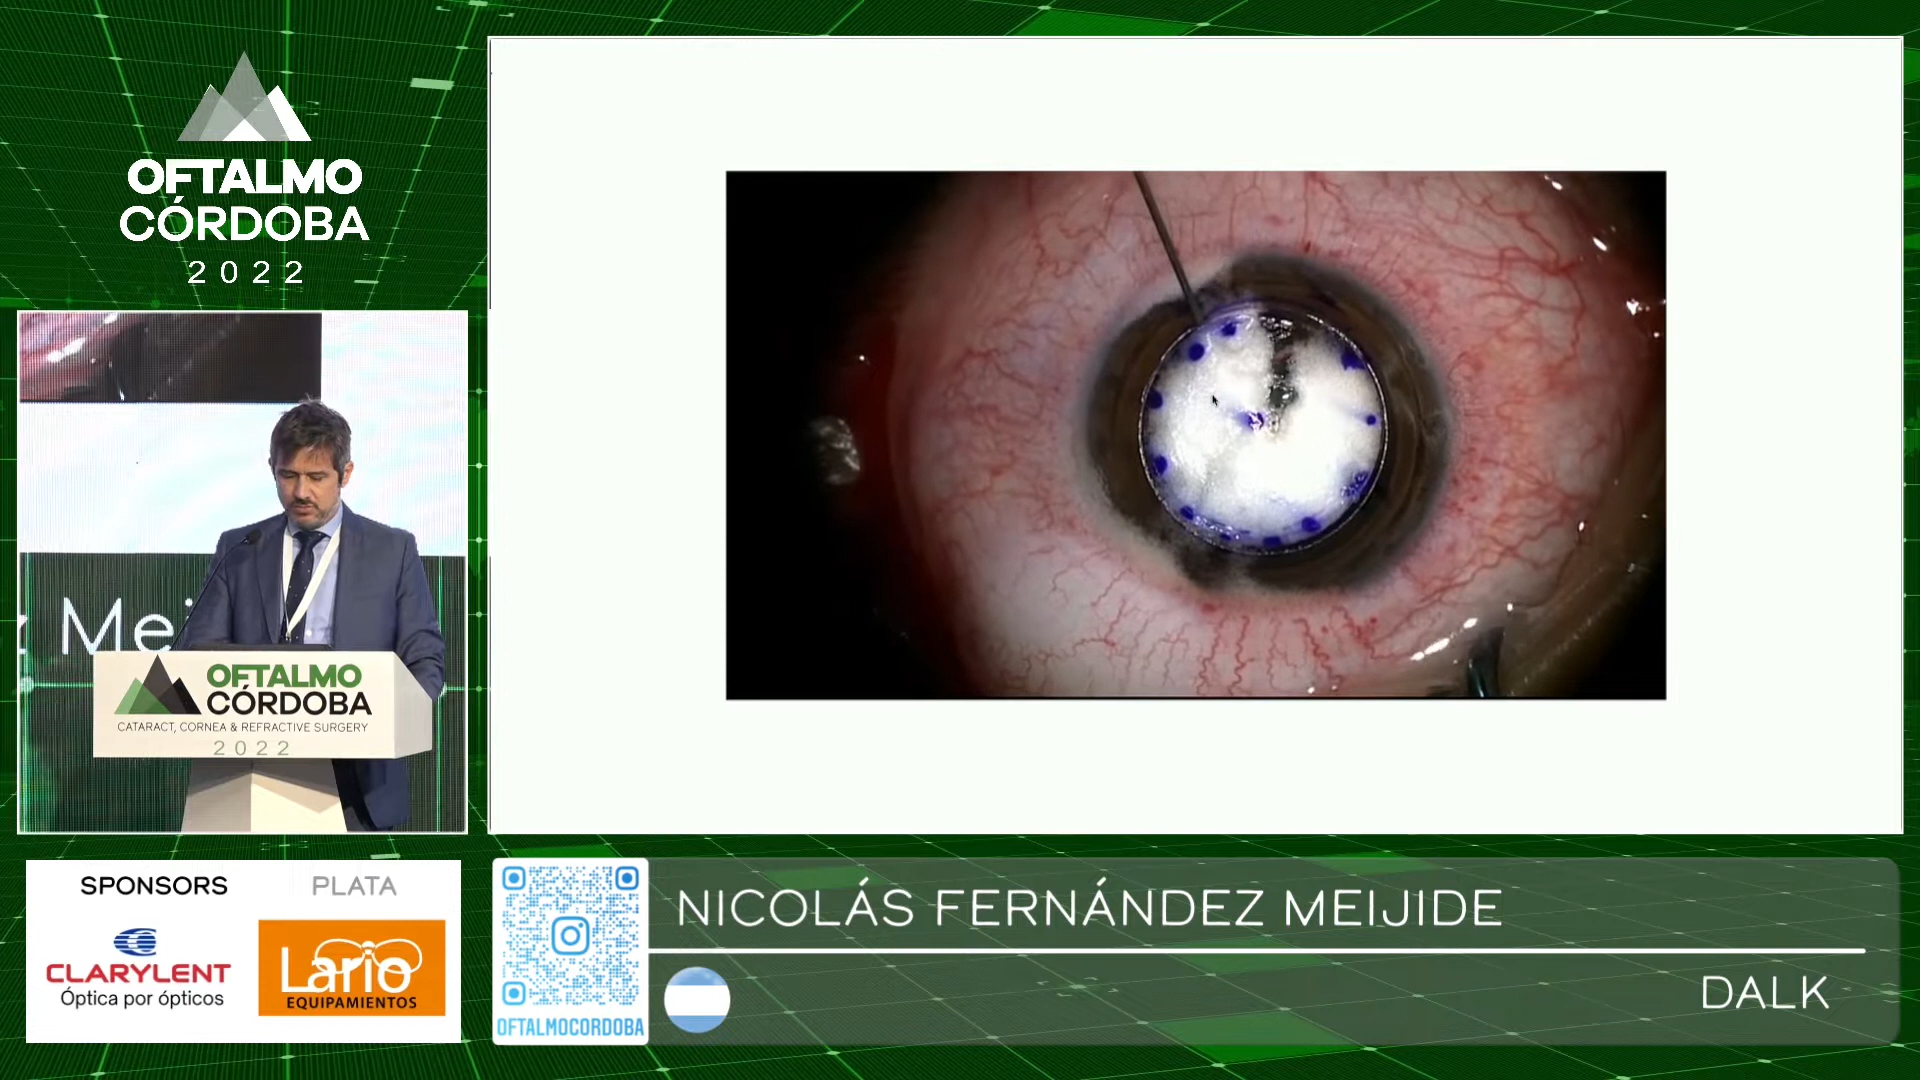 OFTALMO
CÓRDOBA
2022
z Mei
OFTALMO
CÓRDOBA
CATARACT, CORNEA & REFRACTIVE SURGERY
2022
SPONSORS
PLATA
CLARYLENT
Óptica por ópticos
Lario
EQUIPAMIENTOS
OFTALMOCORDOBA
NICOLÁS FERNÁNDEZ MEIJIDE
DALK